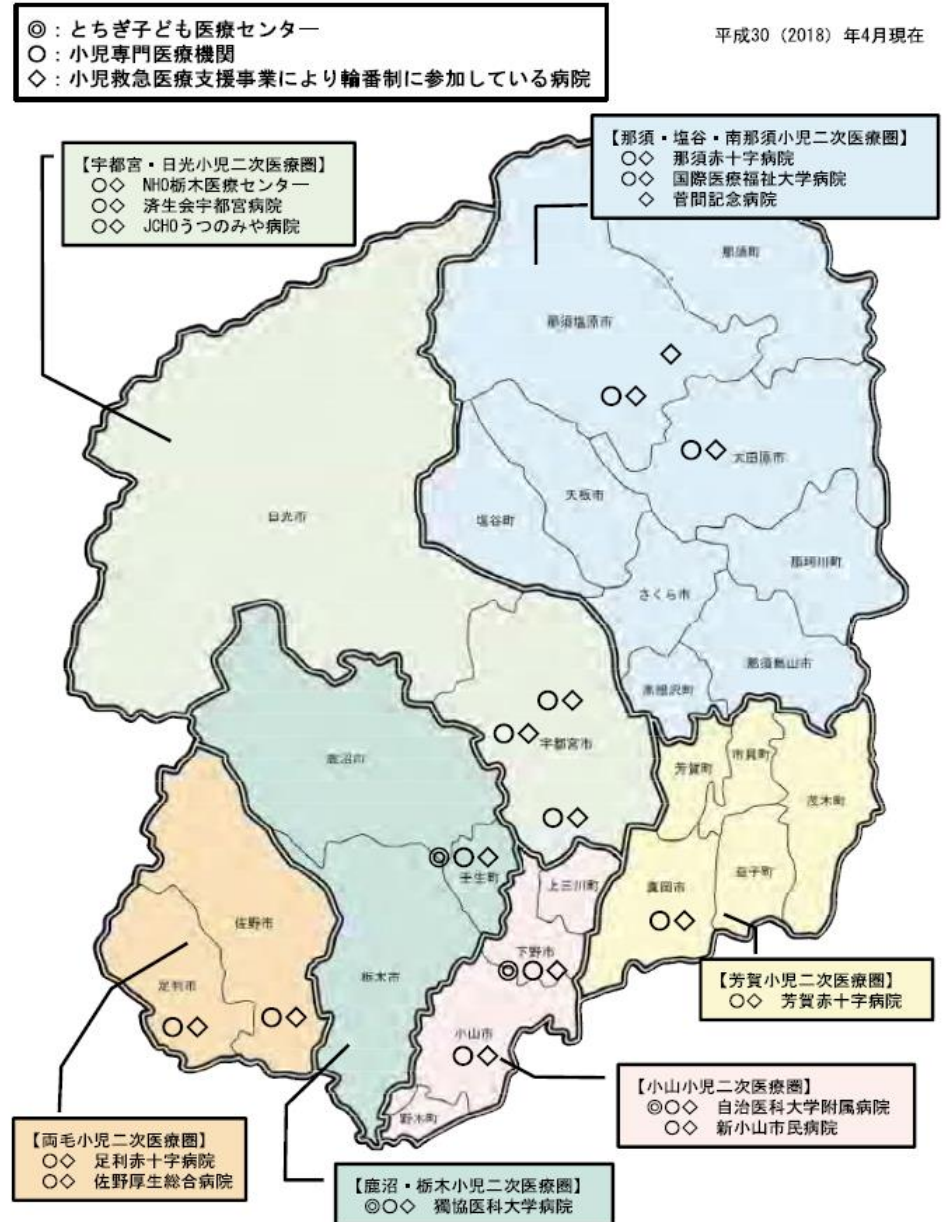 ◎：とちぎ子ども医療センター
○：小児専門医療機関
◇：小児救急医療支援事業により輪番制に参加している病院
平成30（2018）年4月現在
【宇都宮・日光小児二次医療圏】
○◇ NHO栃木医療センター
○◇ 済生会宇都宮病院
○◇ JCHOうつのみや病院
【那須・塩谷・南那須小児二次医療圏】
○◇ 那須赤十字病院
○◇ 国際医療福祉大学病院
◇ 菅間記念病院
那須町
那須塩原市
◇
○◇
○◇ 大田原市
矢板市
塩谷町
日光市
那珂川町
さくら市
那須烏山市
高根沢町
○◇
○◇ 宇都宮市
○◇
鹿沼市
芳賀町
市貝町
茂木町
◎○◇
壬生町
上三川町
真岡市
○◇
益子町
佐野市
○◇
足利市
○◇
栃木市
下野市
◎○◇
小山市
○◇
野木町
【芳賀小児二次医療圏】
○◇ 芳賀赤十字病院
【小山小児二次医療圏】
◎○◇ 自治医科大学附属病院
○◇ 新小山市民病院
【両毛小児二次医療圏】
○◇ 足利赤十字病院
○◇ 佐野厚生総合病院
【鹿沼・栃木小児二次医療圏】
◎○◇ 獨協医科大学病院